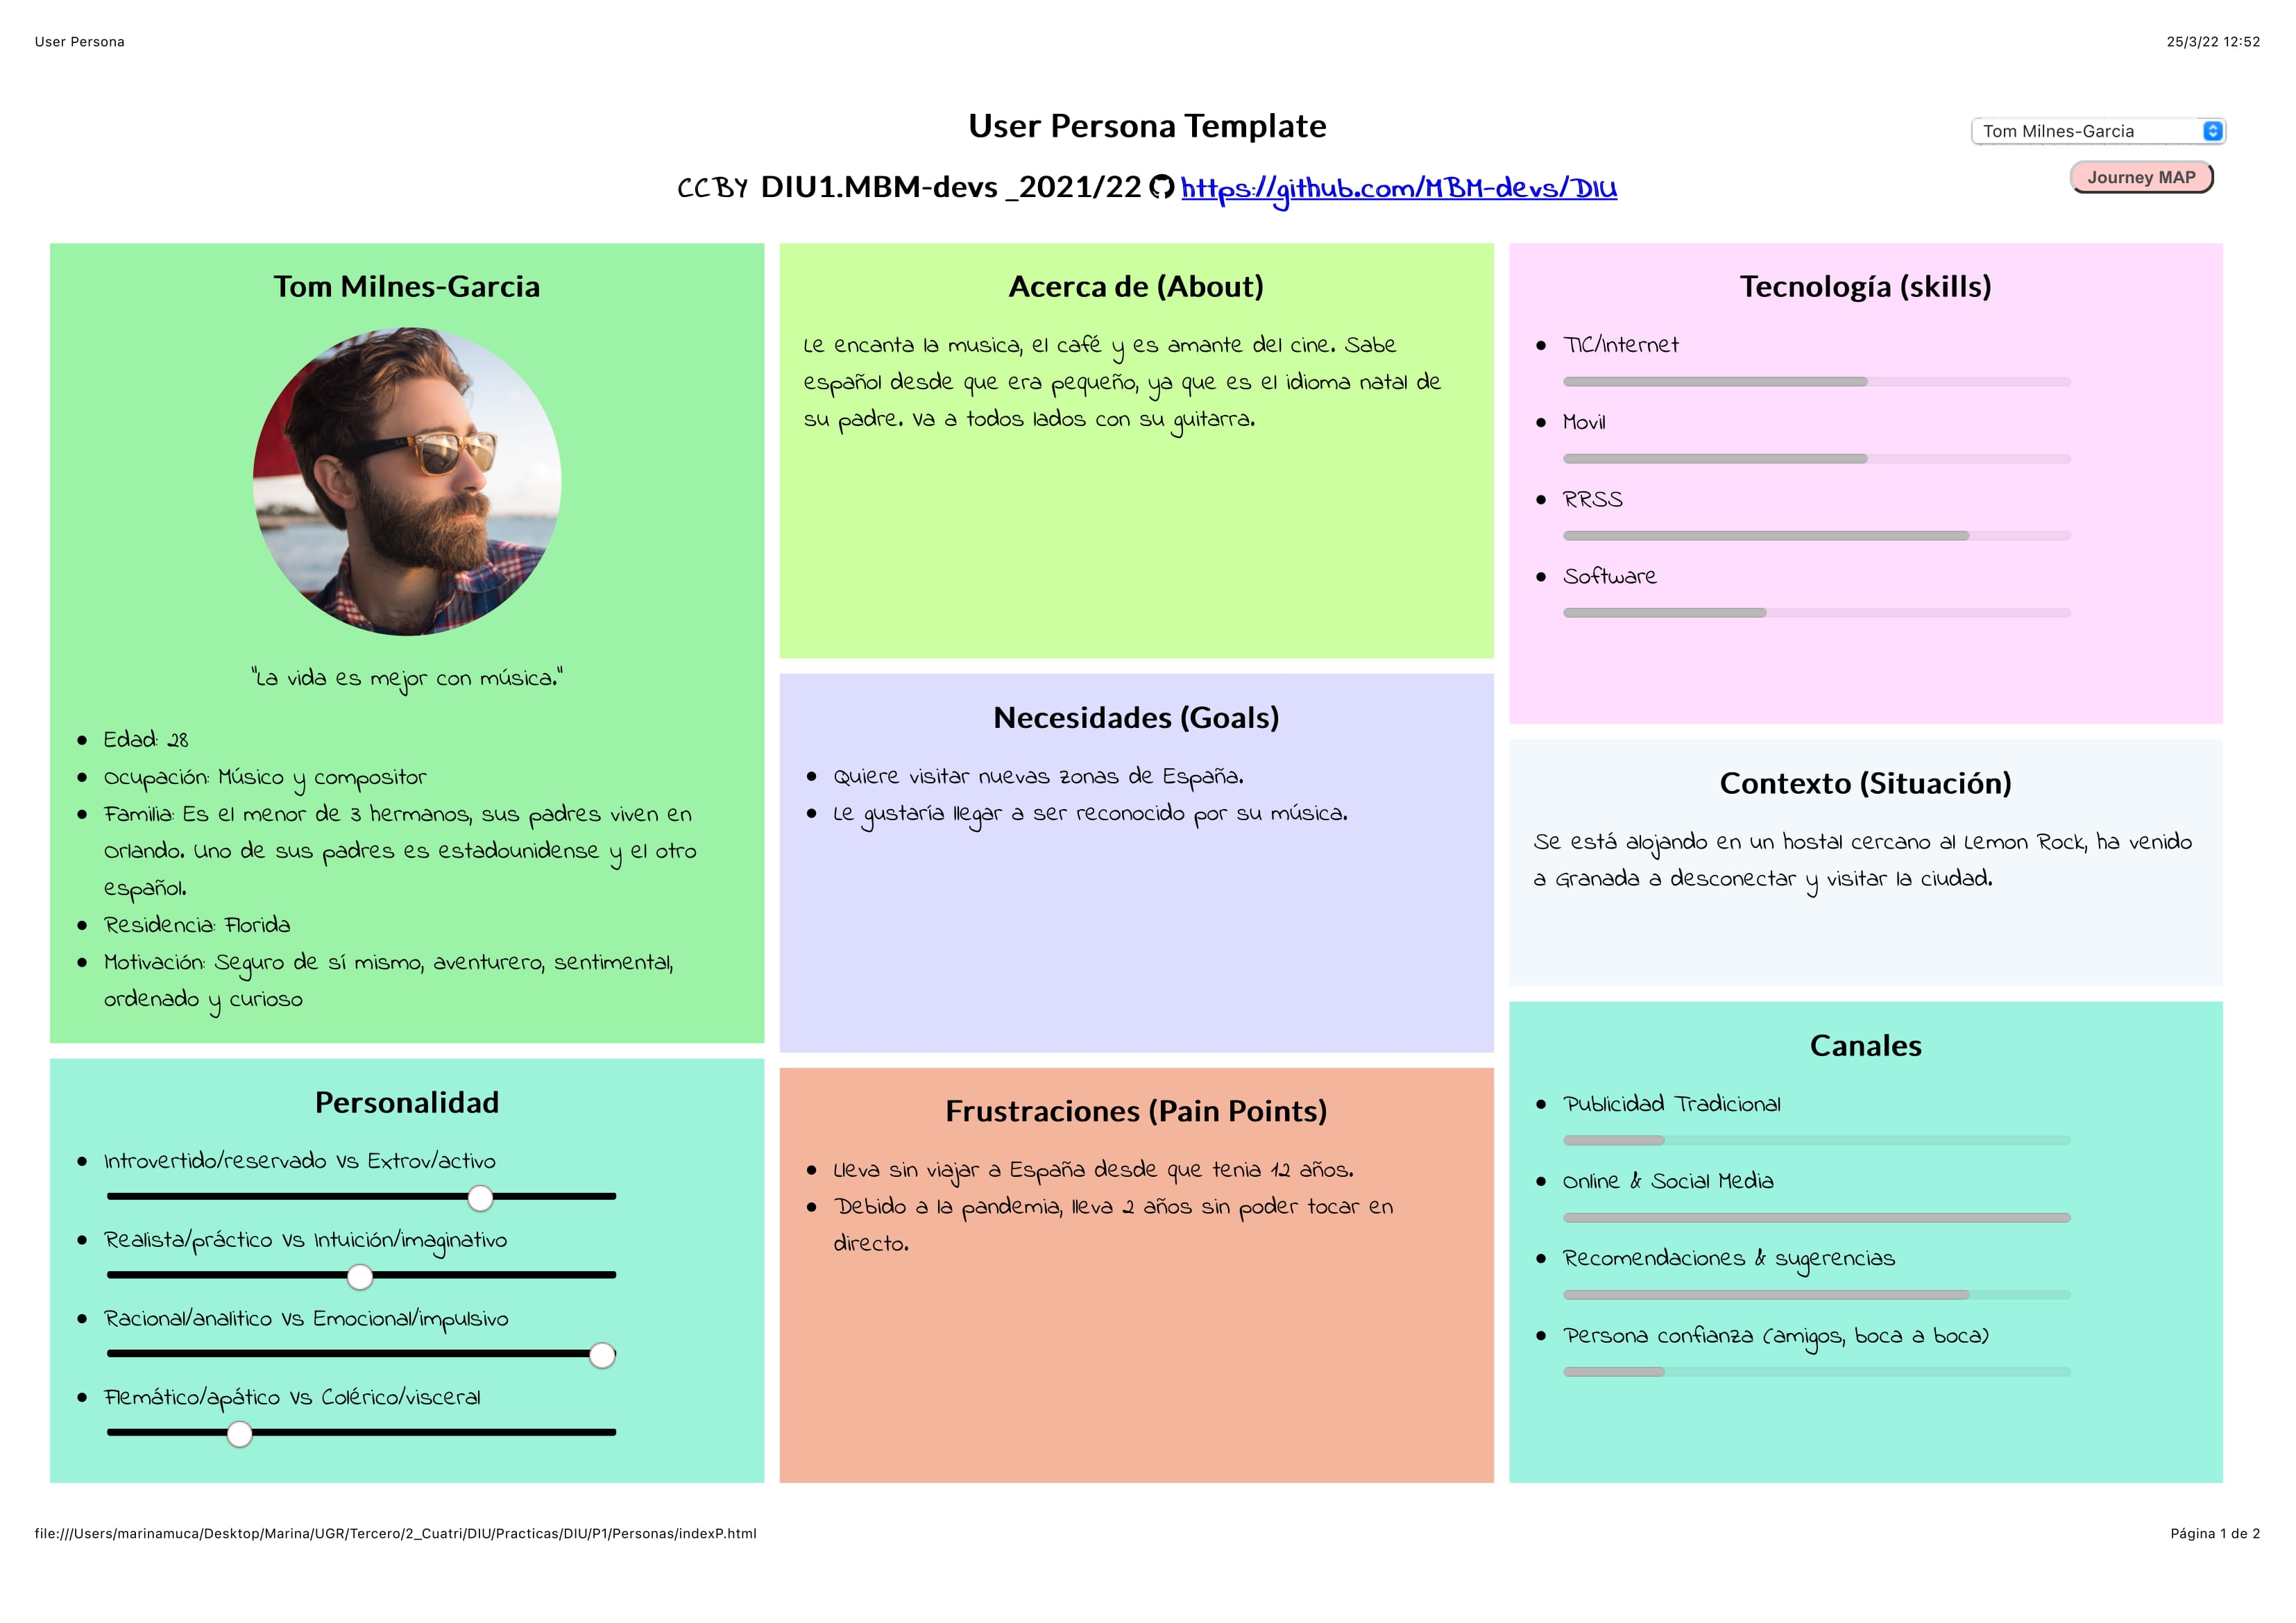 User Persona
25/3/22 12:52
User Persona Template
Tom Milnes-Garcia
CCBY DIU1.MBM-devs _2021/22 https://github.com/MBM-devs/DIU
Journey MAP
Tom Milnes-Garcia
"La vida es mejor con música."
Edad: 28
Ocupación: Músico y compositor
Familia: Es el menor de 3 hermanos, sus padres viven en
Orlando. Uno de sus padres es estadounidense y el otro
español.
Residencia: Florida
Motivación: Seguro de sí mismo, aventurero, sentimental,
ordenado y curioso
Personalidad
Introvertido/reservado Vs Extrov/activo
Realista/práctico Vs Intuición/imaginativo
Racional/analitico Vs Emocional/impulsivo
Flemático/apático Vs Colérico/visceral
Acerca de (About)
Le encanta la musica, el café y es amante del cine. Sabe
español desde que era pequeño, ya que es el idioma natal de
su padre. Va a todos lados con su guitarra.
Necesidades (Goals)
Quiere visitar nuevas zonas de España.
Le gustaría llegar a ser reconocido por su música.
Frustraciones (Pain Points)
Lleva sin viajar a España desde que tenia 12 años.
Debido a la pandemia, lleva 2 años sin poder tocar en
directo.
Tecnología (skills)
TIC/internet
Movil
RRSS
Software
Contexto (Situación)
Se está alojando en un hostal cercano al Lemon Rock, ha venido
a Granada a desconectar y visitar la ciudad.
Canales
Publicidad Tradicional
Online & Social Media
Recomendaciones & sugerencias
Persona confianza (amigos, boca a boca)
file:///Users/marinamuca/Desktop/Marina/UGR/Tercero/2_Cuatri/DIU/Practicas/DIU/P1/Personas/indexP.html
Página 1 de 2